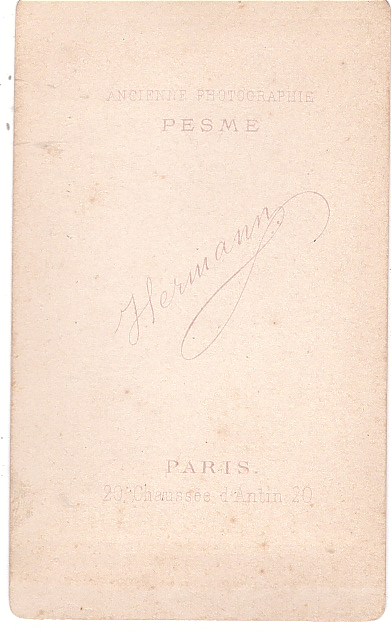 ANCIENNE PHOTOGRAPHIE
PESME
Hermann
PARIS.
20, Chaussée d'Antin 20